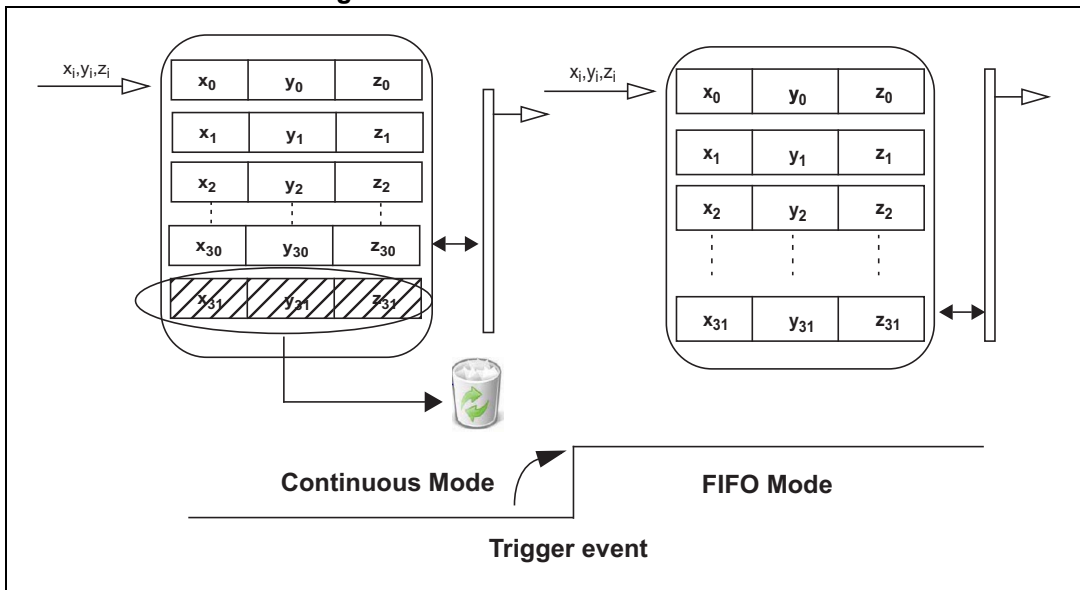 xi,yi,zi
x0 y0 z0
x1 y1 z1
x2 y2 z2
x30 y30 z30
x31 y31 z31
xi,yi,zi
x0 y0 z0
x1 y1 z1
x2 y2 z2
x31 y31 z31
Continuous Mode
FIFO Mode
Trigger event